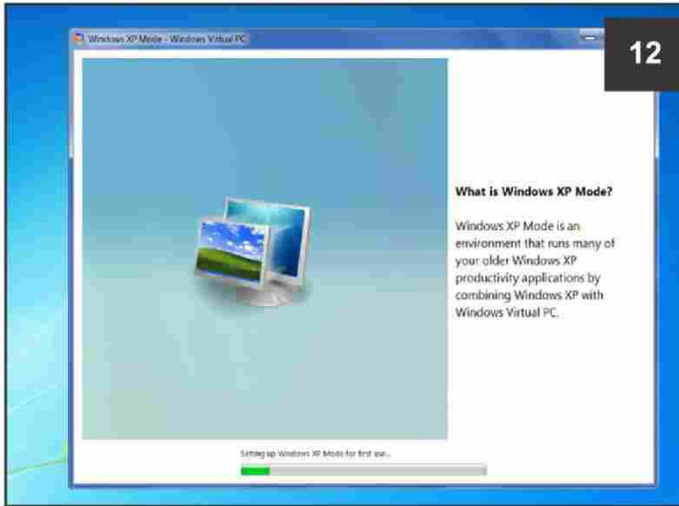 Windows XP Mode - Windows Virtual PC
12
What is Windows XP Mode?
Windows XP Mode is an
environment that runs many of
your older Windows XP
productivity applications by
combining Windows XP with
Windows Virtual PC.
Setting up Windows XP Mode for first use...